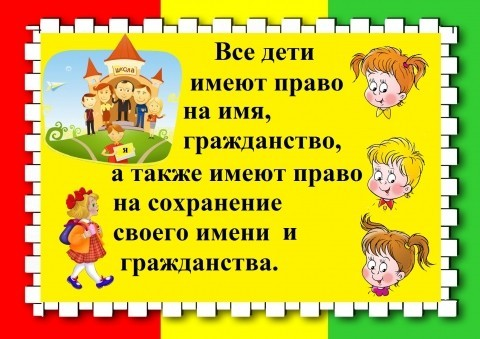 ШКОЛА
Я
Все дети
имеют право
на имя,
гражданство,
а также имеют право
на сохранение
своего имени и
гражданства.